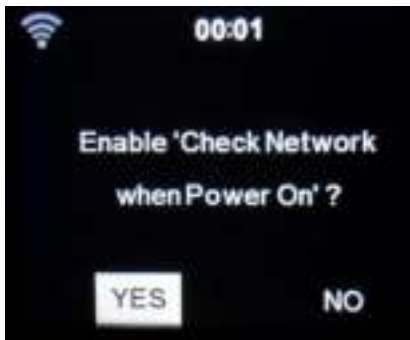 00:01
Enable 'Check Network
when Power On' ?
YES NO